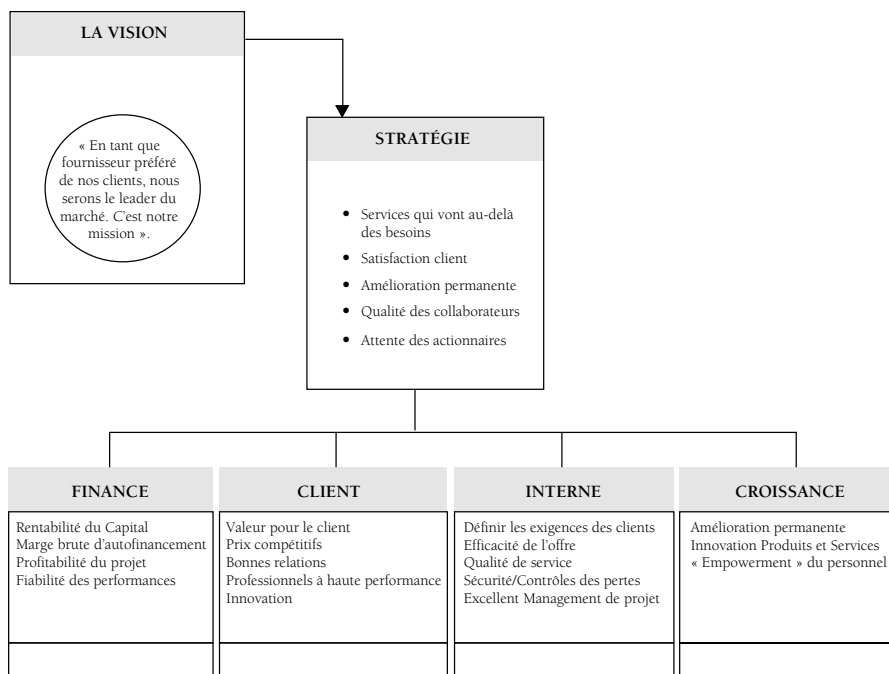 LA VISION
« En tant que
fournisseur préféré
de nos clients, nous
serons le leader du
marché. C'est notre
mission ».
STRATÉGIE
• Services qui vont au-delà
des besoins
• Satisfaction client
• Amélioration permanente
• Qualité des collaborateurs
• Attente des actionnaires
FINANCE
Rentabilité du Capital
Marge brute d'autofinancement
Profitabilité du projet
Fiabilité des performances
CLIENT
Valeur pour le client
Prix compétitifs
Bonnes relations
Professionnels à haute performance
Innovation
INTERNE
Définir les exigences des clients
Efficacité de l'offre
Qualité de service
Sécurité/Contrôles des pertes
Excellent Management de projet
CROISSANCE
Amélioration permanente
Innovation Produits et Services
« Empowerment » du personnel